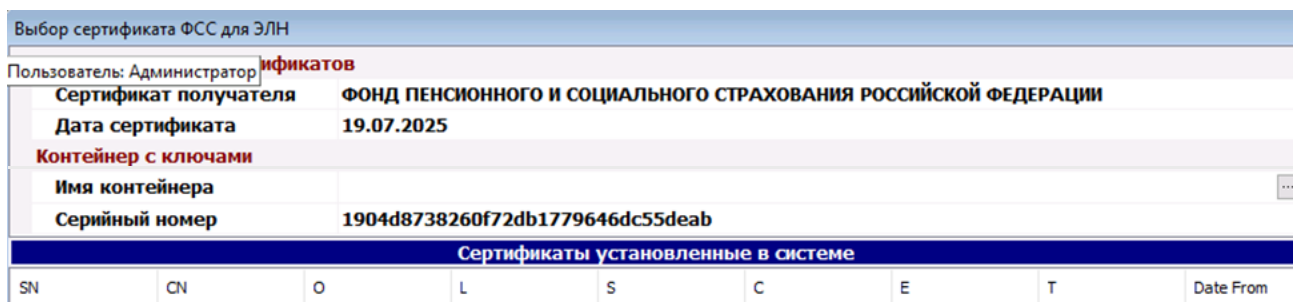 Выбор сертификата ФСС для ЭЛН
Пользователь: Администратор
ификатов
Сертификат получателя ФОНД ПЕНСИОННОГО И СОЦИАЛЬНОГО СТРАХОВАНИЯ РОССИЙСКОЙ ФЕДЕРАЦИИ
Дата сертификата 19.07.2025
Контейнер с ключами
Имя контейнера ...
Серийный номер 1904d8738260f72db1779646dc55deab
Сертификаты установленные в системе
SN CN O L S C E T Date From